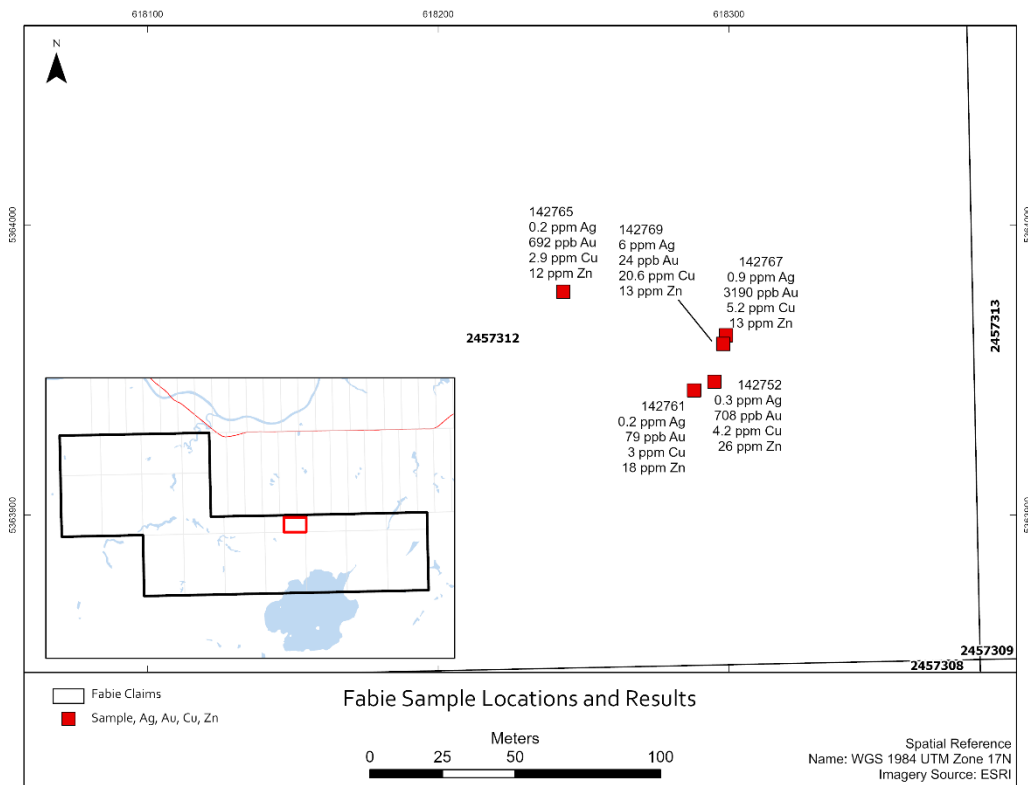 618100
618200
618300
N
5364000
5364000
142765
0.2 ppm Ag
692 ppb Au
2.9 ppm Cu
12 ppm Zn
142769
6 ppm Ag
24 ppb Au
20.6 ppm Cu
13 ppm Zn
142767
0.9 ppm Ag
3190 ppb Au
5.2 ppm Cu
13 ppm Zn
2457312
2457313
142761
0.2 ppm Ag
79 ppb Au
3 ppm Cu
18 ppm Zn
142752
0.3 ppm Ag
708 ppb Au
4.2 ppm Cu
26 ppm Zn
5363900
5363900
2457309
2457308
Fabie Claims
Sample, Ag, Au, Cu, Zn
Fabie Sample Locations and Results
Meters
0 25 50 100
Spatial Reference
Name: WGS 1984 UTM Zone 17N
Imagery Source: ESRI